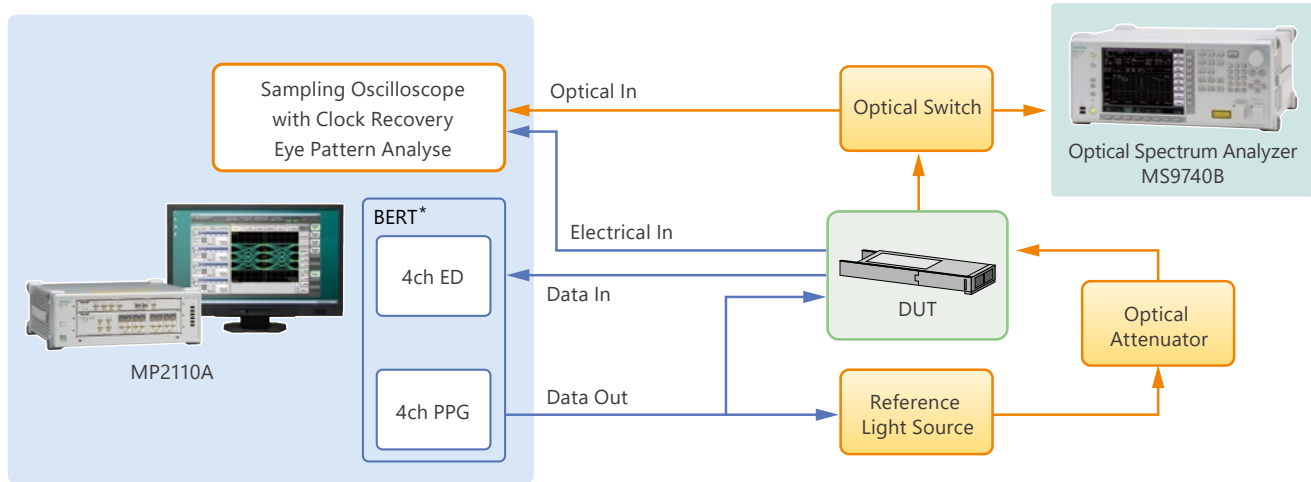 Sampling Oscilloscope
with Clock Recovery
Eye Pattern Analyse
Optical In
Optical Switch
Optical Spectrum Analyzer
MS9740B
BERT*
4ch ED
4ch PPG
MP2110A
Electrical In
Data In
Data Out
DUT
Optical
Attenuator
Reference
Light Source